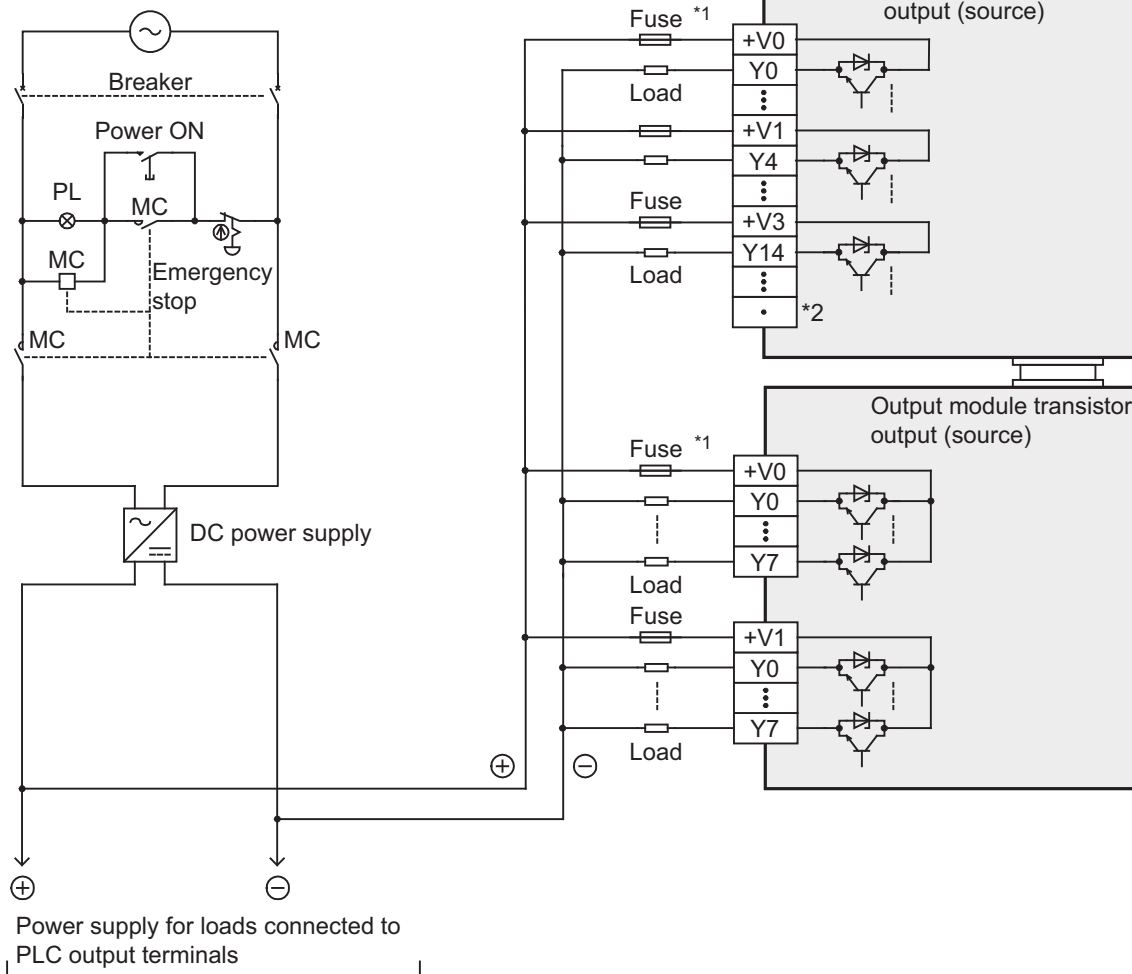 Breaker
Power ON
PL
MC
MC
Emergency
stop
MC
MC
DC power supply
Power supply for loads connected to
PLC output terminals
output (source)
Fuse *1
+V0
Y0
Load
+V1
Y4
Fuse
+V3
Y14
Load
*2
Output module transistor
output (source)
Fuse *1
+V0
Y0
Y7
Load
Fuse
+V1
Y0
Y7
Load